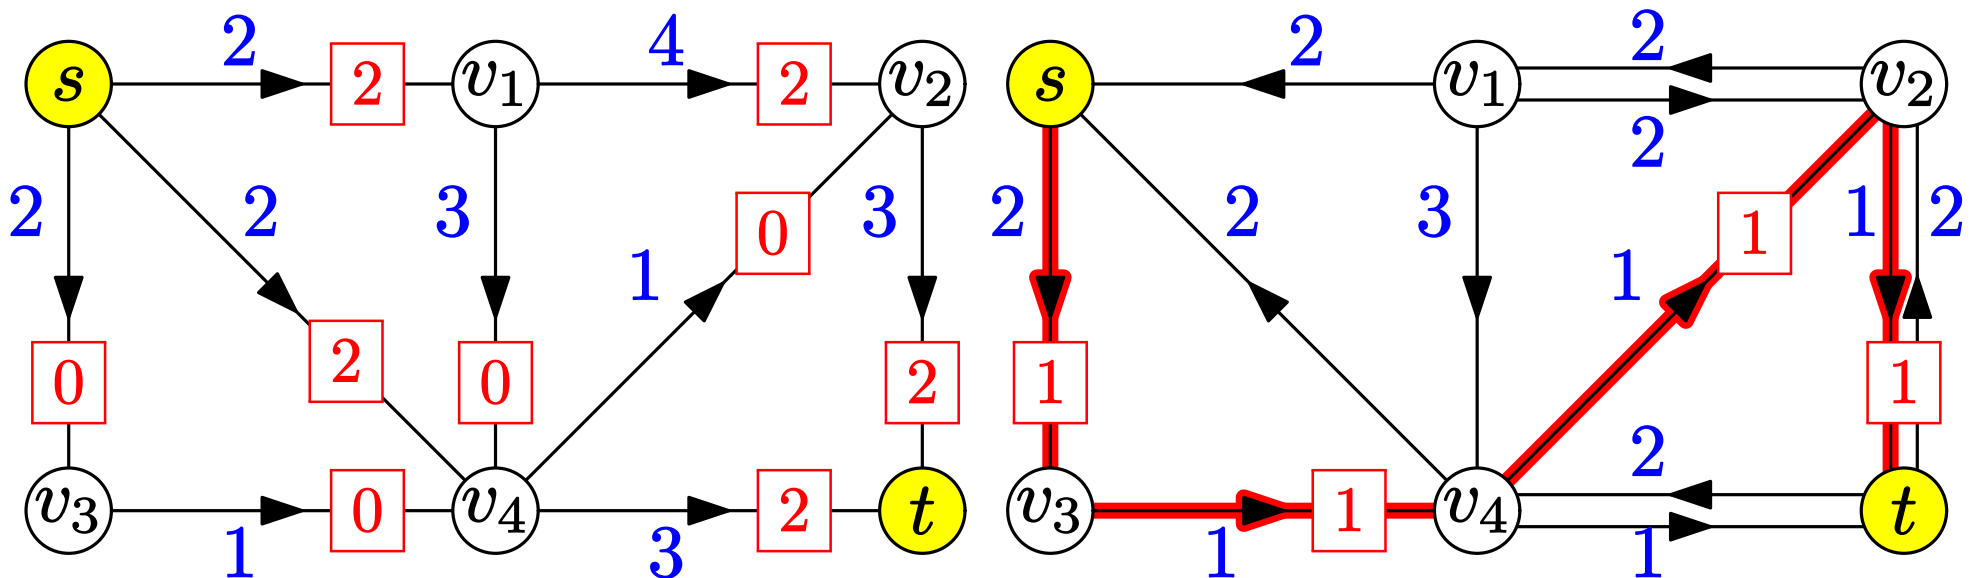 2 4 2 2
s 2 v1 2 v2 s v1 v2
2
2 2 3 0 3 2 2 3 1 1 2
1 1
2
0 0 2 1 1
2
v3 0 v4 2 t v3 1 v4 t
1 3 1 1